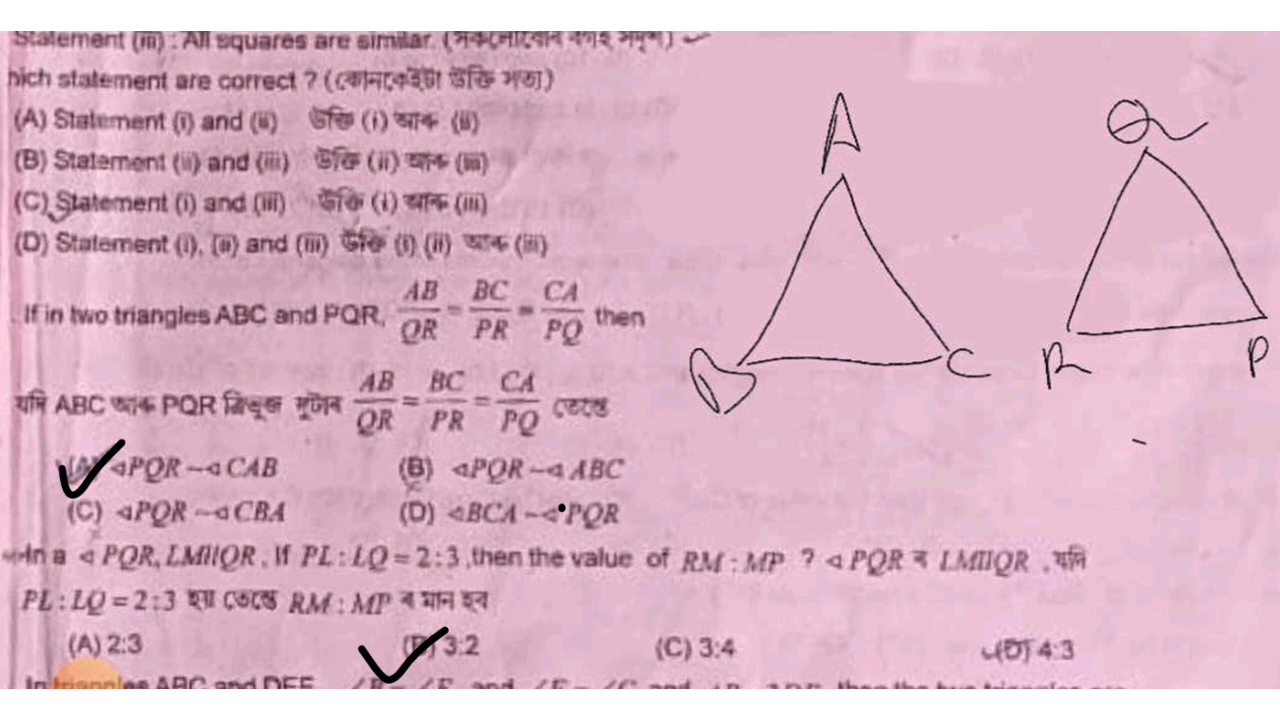 Statement (iii) : All squares are similar.
hich statement are correct ? (কোনকেইটা উক্তি সত্য)
(A) Statement (i) and (ii) উক্তি (i) আৰু (ii)
(B) Statement (ii) and (iii) উক্তি (ii) আৰু (iii)
(C) Statement (i) and (iii) উক্তি (i) আৰু (iii)
(D) Statement (i), (ii) and (iii) উক্তি (i) (ii) আৰু (iii)
A
Q
B
C
R
P
If in two triangles ABC and PQR, AB/QR = BC/PR = CA/PQ then
যদি ABC আৰু PQR ত্ৰিভূজ দুটাৰ AB/QR = BC/PR = CA/PQ তেন্তে
(A) ⊲PQR ~⊲ CAB (B) ⊲PQR ~⊲ ABC
(C) ⊲PQR ~⊲ CBA (D) ⊲BCA ~⊲ PQR
In a ⊲ PQR, LM॥QR . If PL : LQ = 2 : 3 ,then the value of RM : MP ? ⊲ PQR ৰ LM॥QR , যদি
PL : LQ = 2 : 3 হয় তেন্তে RM : MP ৰ মান হব
(A) 2:3 (B) 3:2 (C) 3:4 (D) 4:3
In triangles ABC and DEF,